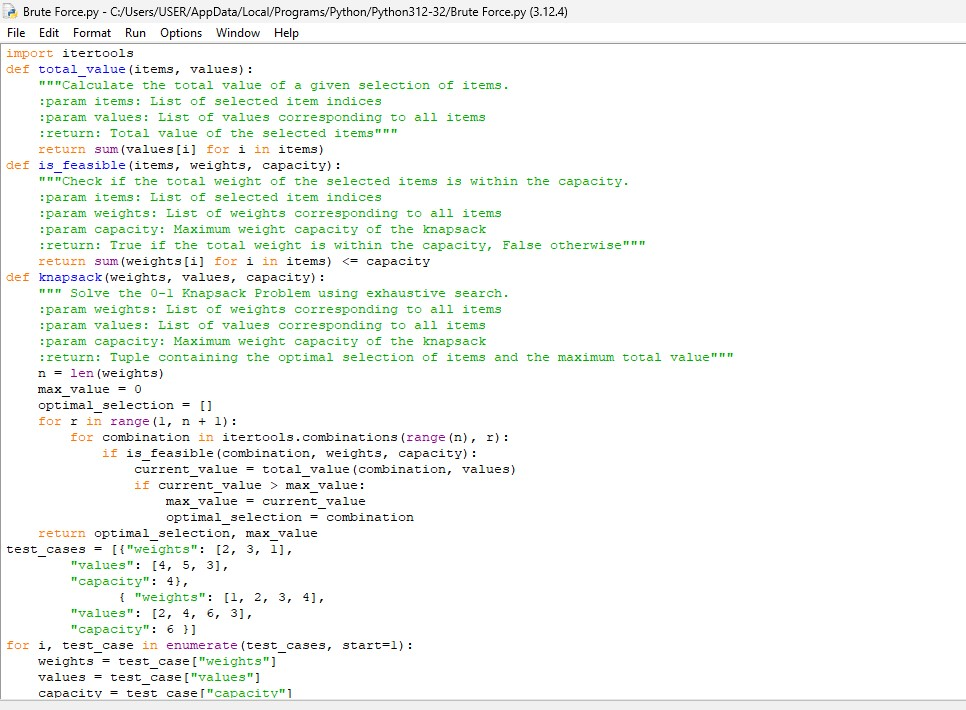 Brute Force.py - C:/Users/USER/AppData/Local/Programs/Python/Python312-32/Brute Force.py (3.12.4)
File Edit Format Run Options Window Help
import itertools
def total_value(items, values):
    """Calculate the total value of a given selection of items.
    :param items: List of selected item indices
    :param values: List of values corresponding to all items
    :return: Total value of the selected items"""
    return sum(values[i] for i in items)
def is_feasible(items, weights, capacity):
    """Check if the total weight of the selected items is within the capacity.
    :param items: List of selected item indices
    :param weights: List of weights corresponding to all items
    :param capacity: Maximum weight capacity of the knapsack
    :return: True if the total weight is within the capacity, False otherwise"""
    return sum(weights[i] for i in items) <= capacity
def knapsack(weights, values, capacity):
    """ Solve the 0-1 Knapsack Problem using exhaustive search.
    :param weights: List of weights corresponding to all items
    :param values: List of values corresponding to all items
    :param capacity: Maximum weight capacity of the knapsack
    :return: Tuple containing the optimal selection of items and the maximum total value"""
    n = len(weights)
    max_value = 0
    optimal_selection = []
    for r in range(1, n + 1):
        for combination in itertools.combinations(range(n), r):
            if is_feasible(combination, weights, capacity):
                current_value = total_value(combination, values)
                if current_value > max_value:
                    max_value = current_value
                    optimal_selection = combination
    return optimal_selection, max_value
test_cases = [{"weights": [2, 3, 1],
        "values": [4, 5, 3],
        "capacity": 4},
              { "weights": [1, 2, 3, 4],
        "values": [2, 4, 6, 3],
        "capacity": 6 }]
for i, test_case in enumerate(test_cases, start=1):
    weights = test_case["weights"]
    values = test_case["values"]
    capacity = test_case["capacity"]